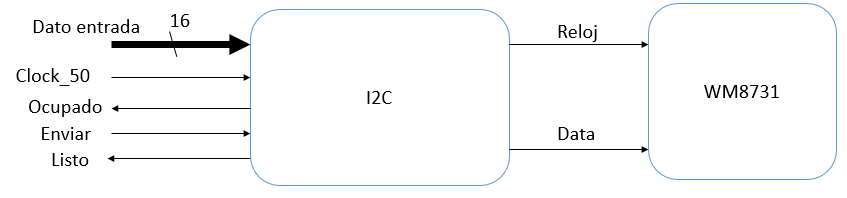 Dato entrada
16
Clock_50
Ocupado
Enviar
Listo
I2C
Reloj
Data
WM8731